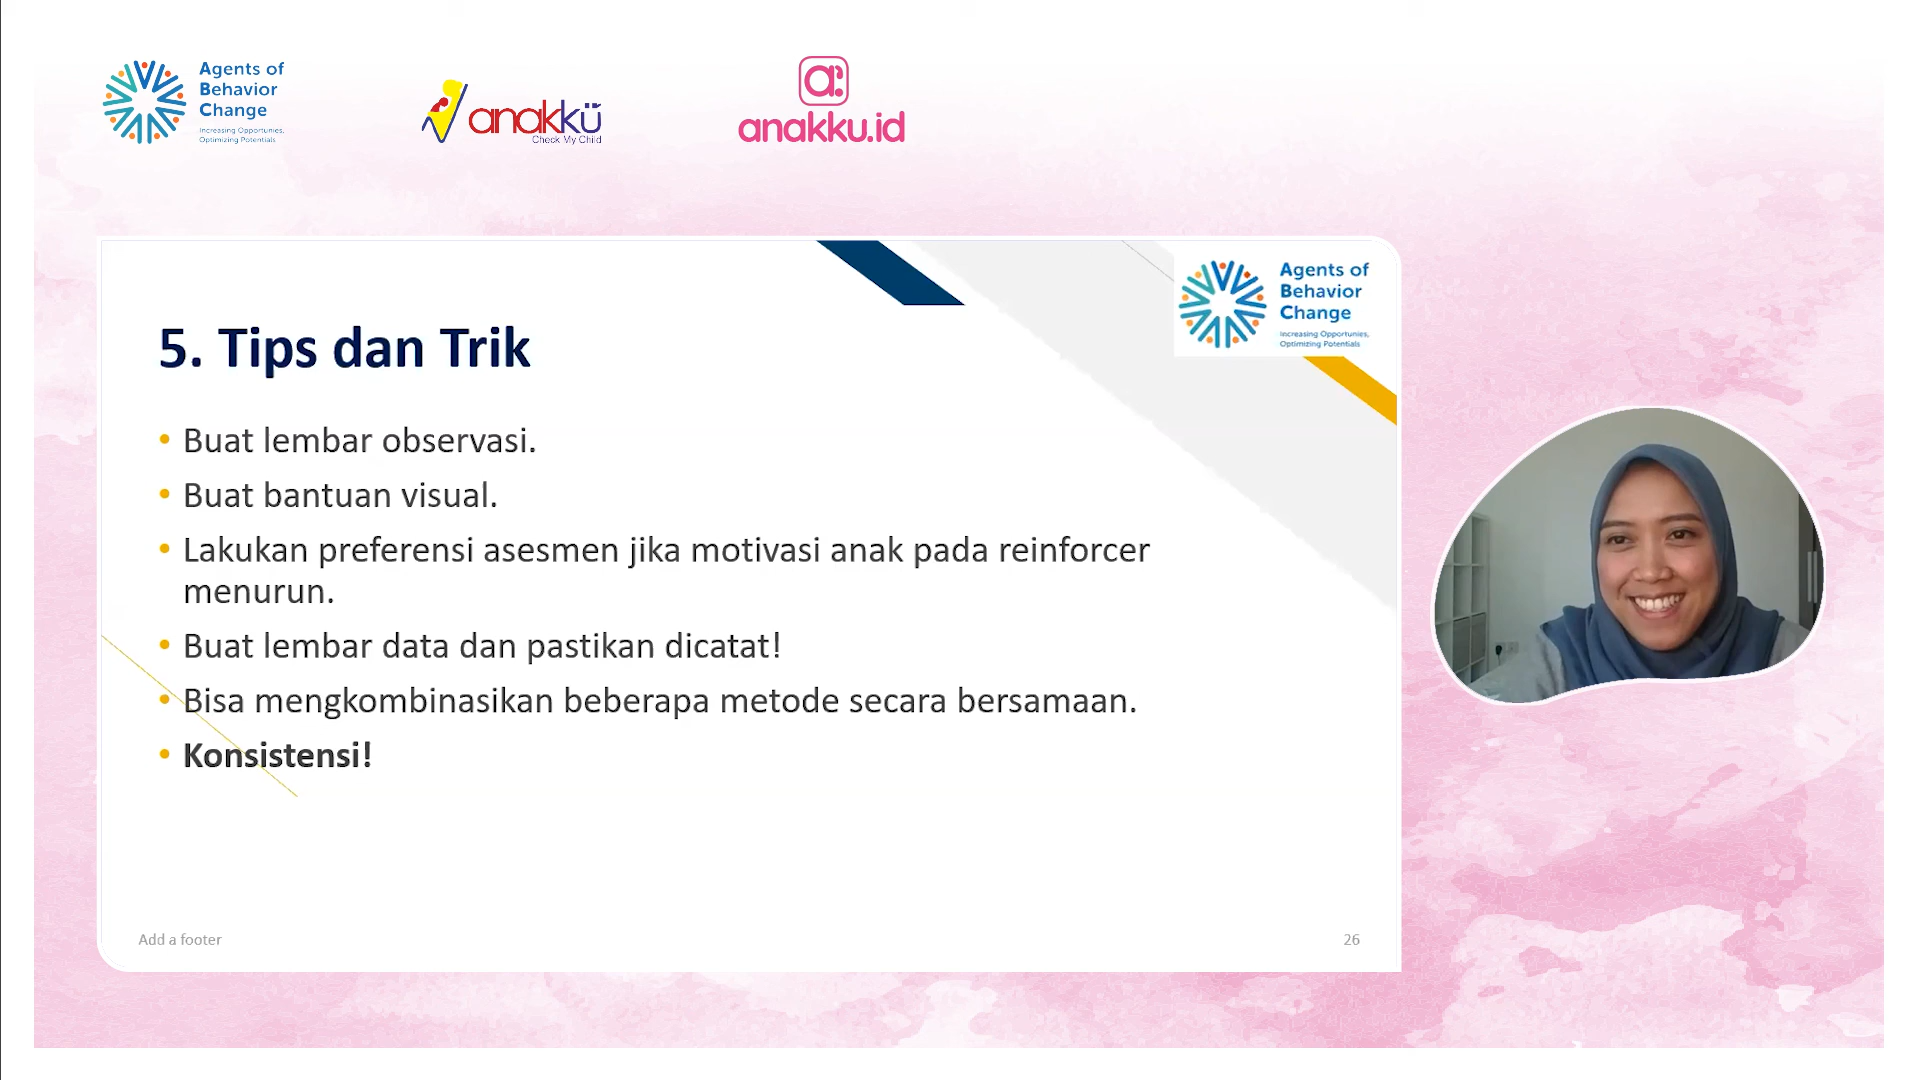 Agents of
Behavior
Change
Increasing Opportunies,
Optimizing Potentials
anakkü
Check My Child
a:
anakku.id
Agents of
Behavior
Change
Increasing Opportunies,
Optimizing Potentials
5. Tips dan Trik
• Buat lembar observasi.
• Buat bantuan visual.
• Lakukan preferensi asesmen jika motivasi anak pada reinforcer
menurun.
• Buat lembar data dan pastikan dicatat!
• Bisa mengkombinasikan beberapa metode secara bersamaan.
• Konsistensi!
Add a footer
26